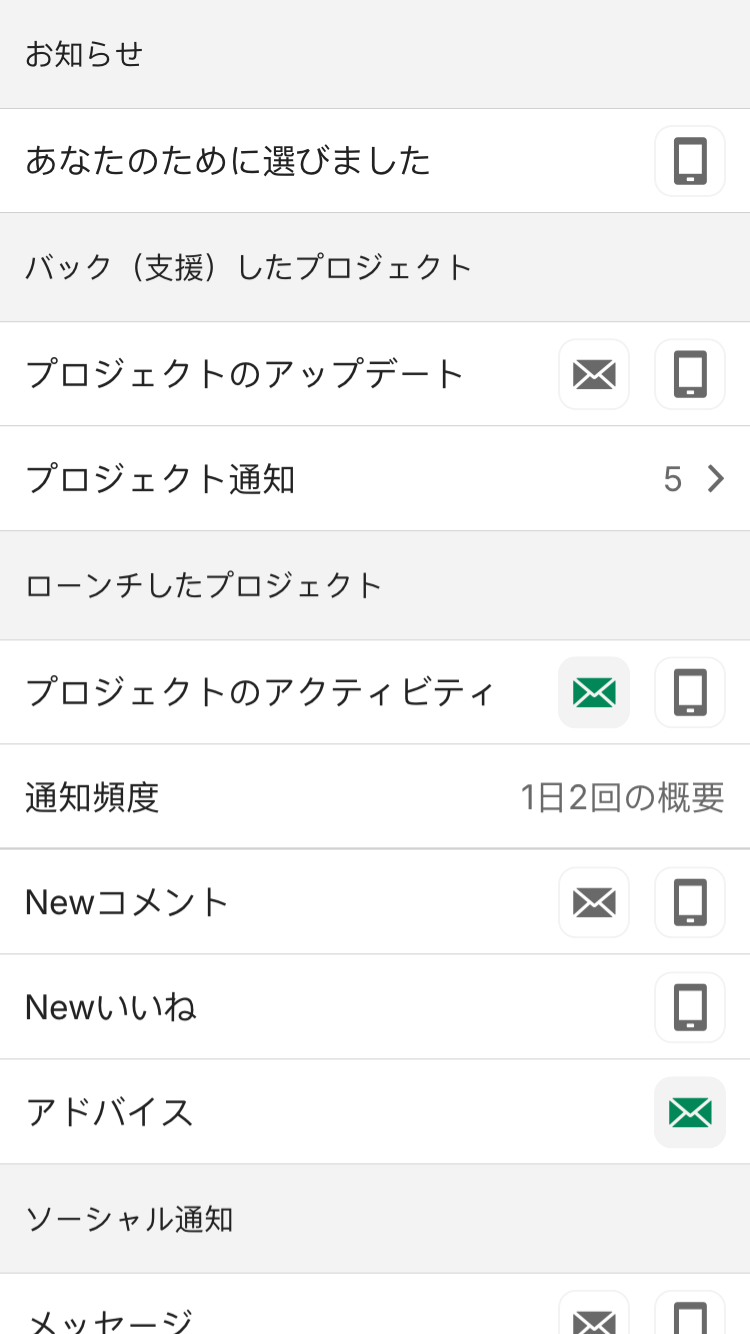 お知らせ
あなたのために選びました
バック（支援）したプロジェクト
プロジェクトのアップデート
プロジェクト通知 5
ローンチしたプロジェクト
プロジェクトのアクティビティ
通知頻度 1日2回の概要
Newコメント
Newいいね
アドバイス
ソーシャル通知
メッセージ